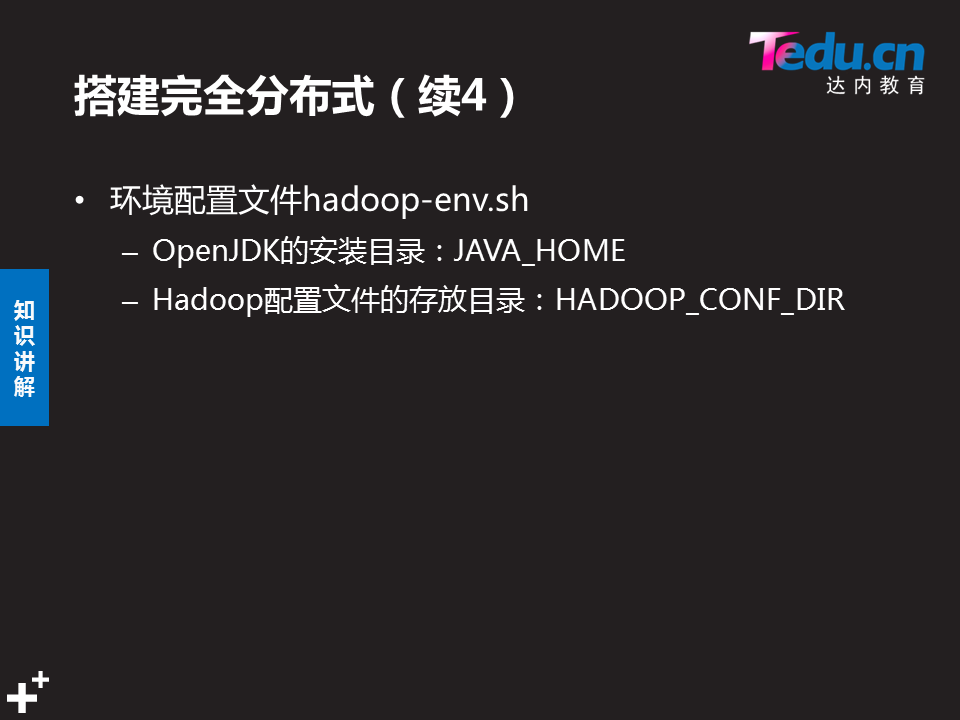 Tedu.cn
达内教育
搭建完全分布式（续4）
• 环境配置文件hadoop-env.sh
– OpenJDK的安装目录：JAVA_HOME
– Hadoop配置文件的存放目录：HADOOP_CONF_DIR
知
识
讲
解